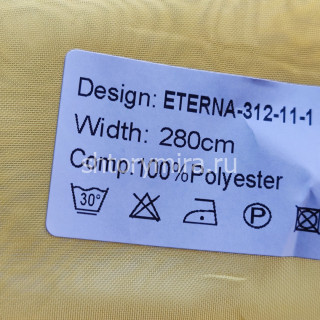 Design: ETERNA-312-11-1
Width: 280cm
Comp: 100%Polyester
30° P